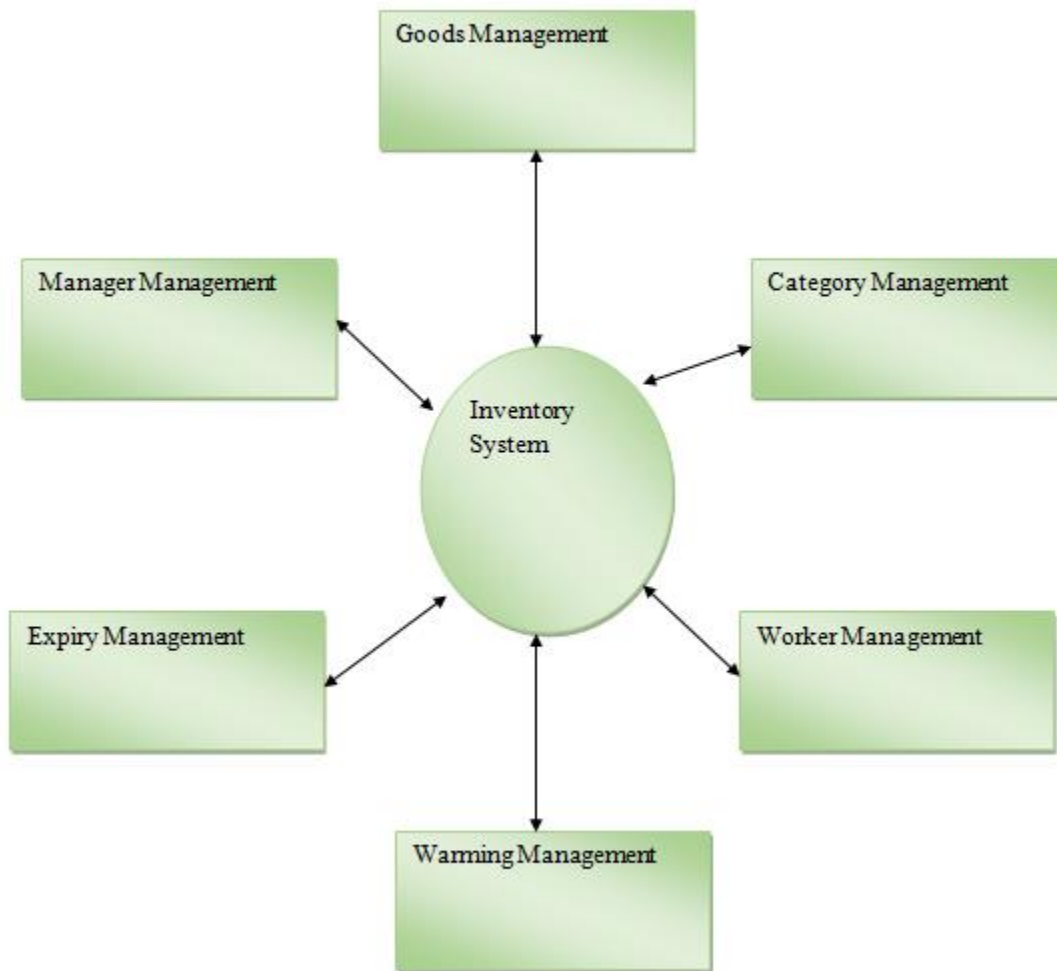 Goods Management
Manager Management
Category Management
Inventory
System
Expiry Management
Worker Management
Warming Management